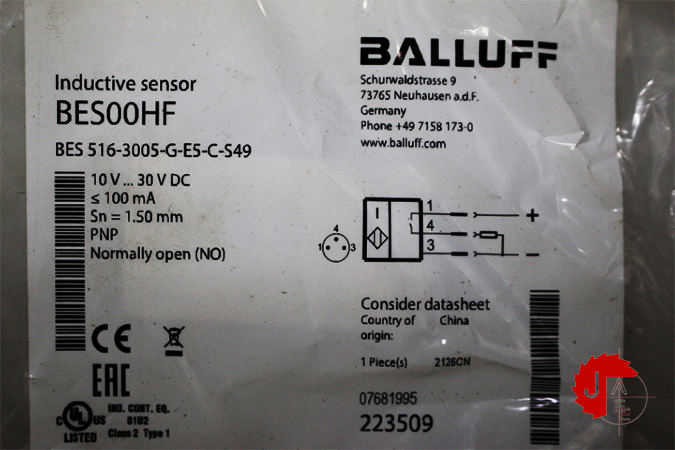 BALLUFF
Schurwaldstrasse 9
73765 Neuhausen a.d.F.
Germany
Phone +49 7158 173-0
www.balluff.com
Inductive sensor
BES00HF
BES 516-3005-G-E5-C-S49
10 V ... 30 V DC
≤ 100 mA
Sn = 1.50 mm
PNP
Normally open (NO)
1
4
3
+
−
4
1
3
Consider datasheet
Country of origin: China
1 Piece(s) 2126CN
07681995
223509
CE
EAC
C UL US
LISTED
IND. CONT. EQ.
61U2
Class 2 Type 1
J